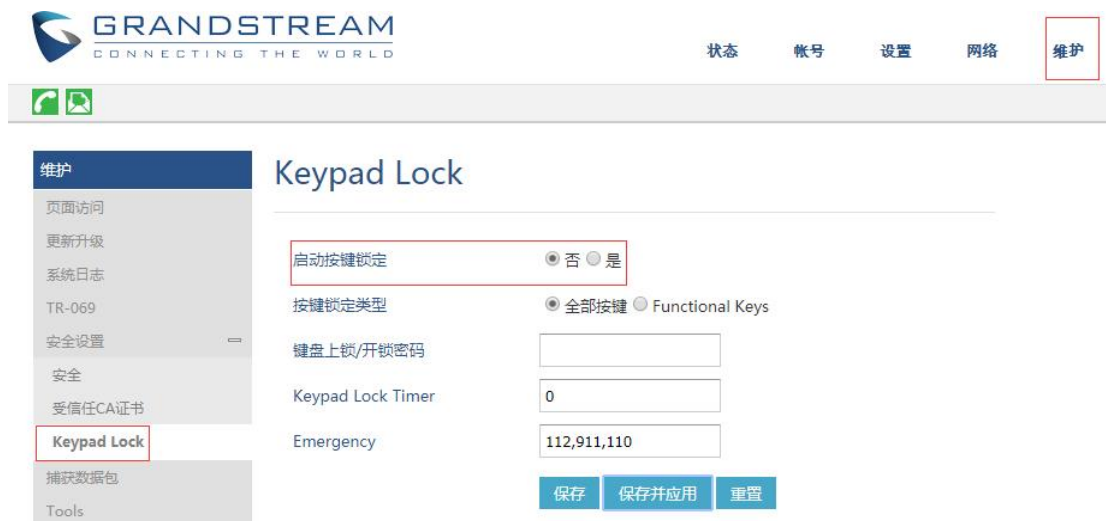 GRANDSTREAM
CONNECTING THE WORLD
状态 帐号 设置 网络 维护
维护
页面访问
更新升级
系统日志
TR-069
安全设置
安全
受信任CA证书
Keypad Lock
捕获数据包
Tools
Keypad Lock
启动按键锁定 否 是
按键锁定类型 全部按键 Functional Keys
键盘上锁/开锁密码
Keypad Lock Timer 0
Emergency 112,911,110
保存 保存并应用 重置